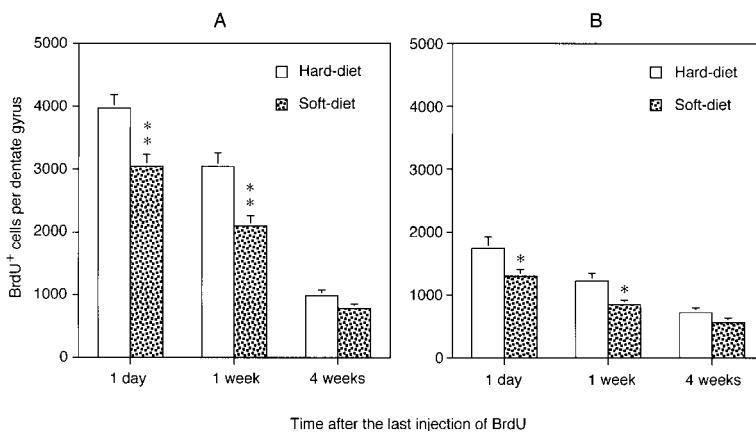 A
B
BrdU+ cells per dentate gyrus
5000
4000
3000
2000
1000
0
Hard-diet
Soft-diet
**
**
1 day
1 week
4 weeks
5000
4000
3000
2000
1000
0
Hard-diet
Soft-diet
*
*
1 day
1 week
4 weeks
Time after the last injection of BrdU